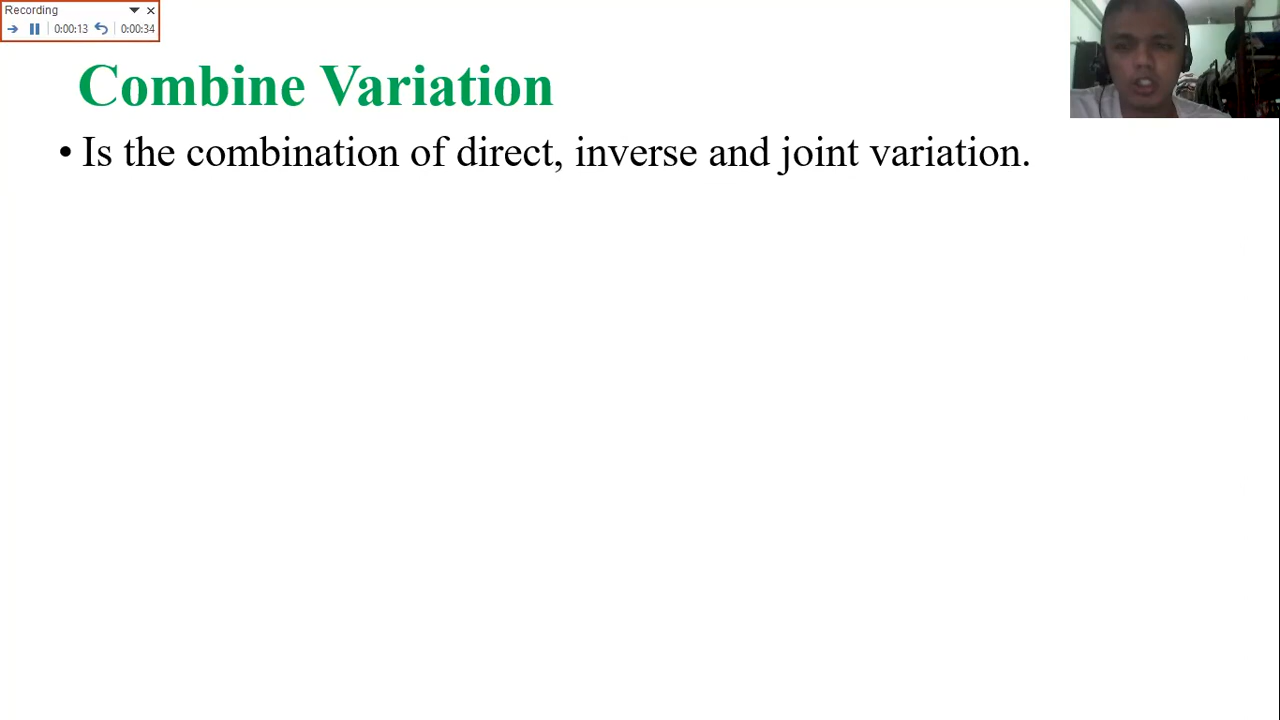 Recording
0:00:13 0:00:34
Combine Variation
• Is the combination of direct, inverse and joint variation.